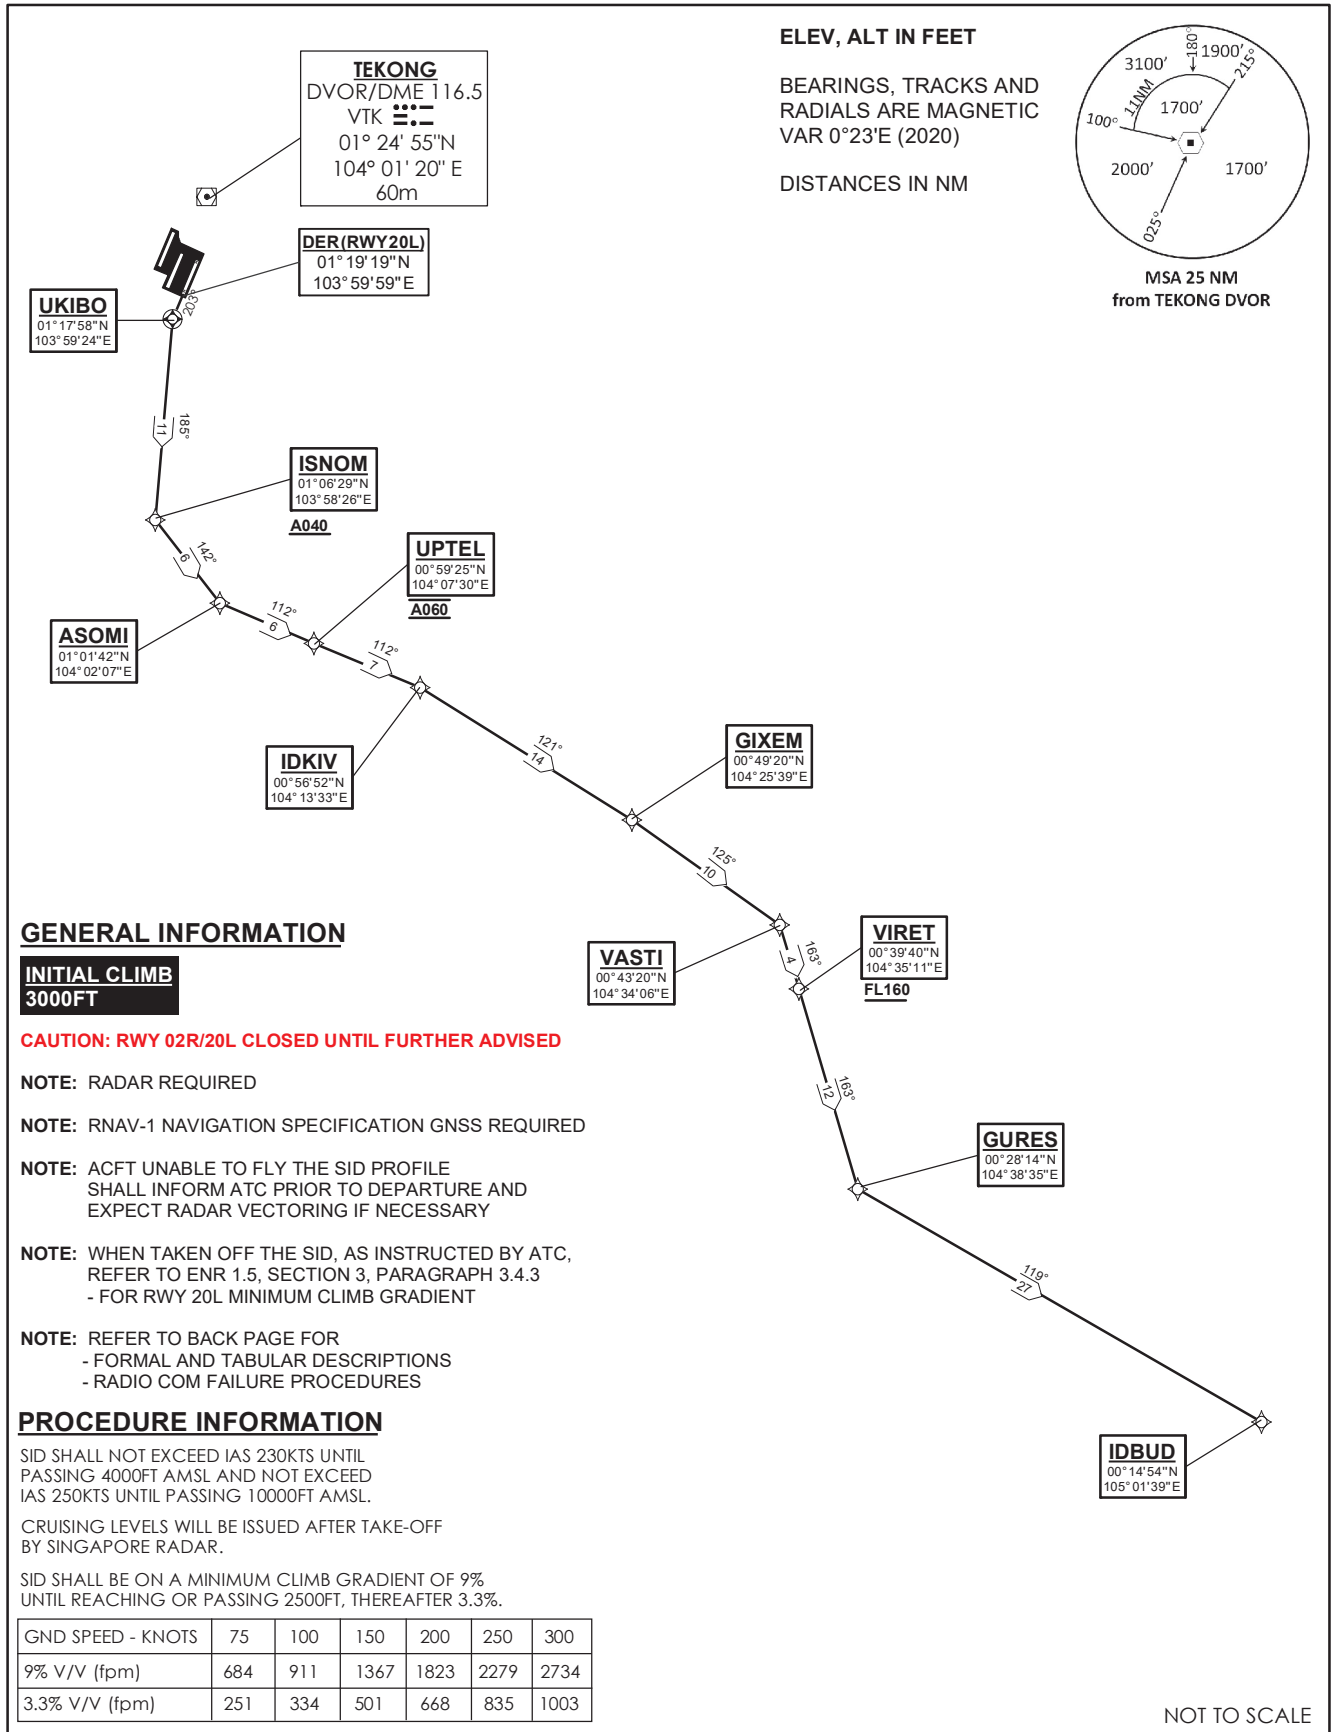 ELEV, ALT IN FEET
BEARINGS, TRACKS AND
RADIALS ARE MAGNETIC
VAR 0°23'E (2020)
DISTANCES IN NM
3100'
180°
1900'
215°
11NM
1700'
100°
2000'
1700'
025°
MSA 25 NM
from TEKONG DVOR
TEKONG
DVOR/DME 116.5
VTK
01° 24' 55"N
104° 01' 20" E
60m
DER(RWY20L)
01°19'19"N
103°59'59"E
203°
UKIBO
01°17'58"N
103°59'24"E
11
185°
ISNOM
01°06'29"N
103°58'26"E
A040
6
142°
UPTEL
00°59'25"N
104°07'30"E
A060
ASOMI
01°01'42"N
104°02'07"E
112°
6
112°
7
IDKIV
00°56'52"N
104°13'33"E
121°
14
GIXEM
00°49'20"N
104°25'39"E
125°
10
VASTI
00°43'20"N
104°34'06"E
4
163°
VIRET
00°39'40"N
104°35'11"E
FL160
12
163°
GURES
00°28'14"N
104°38'35"E
119°
27
IDBUD
00°14'54"N
105°01'39"E
GENERAL INFORMATION
INITIAL CLIMB
3000FT
CAUTION: RWY 02R/20L CLOSED UNTIL FURTHER ADVISED
NOTE: RADAR REQUIRED
NOTE: RNAV-1 NAVIGATION SPECIFICATION GNSS REQUIRED
NOTE: ACFT UNABLE TO FLY THE SID PROFILE
SHALL INFORM ATC PRIOR TO DEPARTURE AND
EXPECT RADAR VECTORING IF NECESSARY
NOTE: WHEN TAKEN OFF THE SID, AS INSTRUCTED BY ATC,
REFER TO ENR 1.5, SECTION 3, PARAGRAPH 3.4.3
- FOR RWY 20L MINIMUM CLIMB GRADIENT
NOTE: REFER TO BACK PAGE FOR
- FORMAL AND TABULAR DESCRIPTIONS
- RADIO COM FAILURE PROCEDURES
PROCEDURE INFORMATION
SID SHALL NOT EXCEED IAS 230KTS UNTIL
PASSING 4000FT AMSL AND NOT EXCEED
IAS 250KTS UNTIL PASSING 10000FT AMSL.
CRUISING LEVELS WILL BE ISSUED AFTER TAKE-OFF
BY SINGAPORE RADAR.
SID SHALL BE ON A MINIMUM CLIMB GRADIENT OF 9%
UNTIL REACHING OR PASSING 2500FT, THEREAFTER 3.3%.
GND SPEED - KNOTS 75 100 150 200 250 300
9% V/V (fpm) 684 911 1367 1823 2279 2734
3.3% V/V (fpm) 251 334 501 668 835 1003
NOT TO SCALE